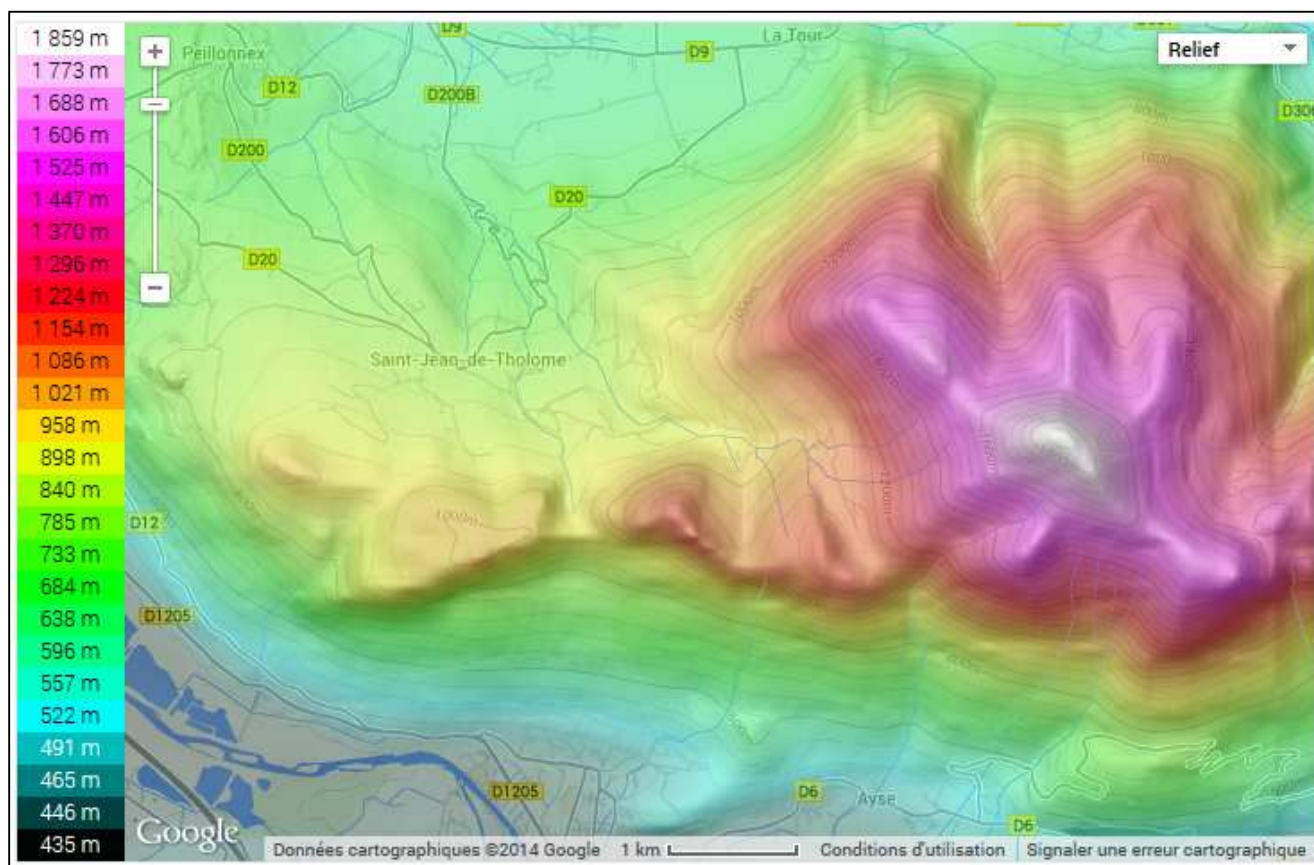 1 859 m
1 773 m
1 688 m
1 606 m
1 525 m
1 447 m
1 370 m
1 296 m
1 224 m
1 154 m
1 086 m
1 021 m
958 m
898 m
840 m
785 m
733 m
684 m
638 m
596 m
557 m
522 m
491 m
465 m
446 m
435 m
+
−
Relief
Peillonnex
D9
La Tour
D9
D12
D200B
D200
D20
D20
Saint-Jean-de-Tholome
1000m
1200m
D12
D1205
D1205
D6
Ayse
D6
Google
Données cartographiques ©2014 Google 1 km Conditions d'utilisation Signaler une erreur cartographique